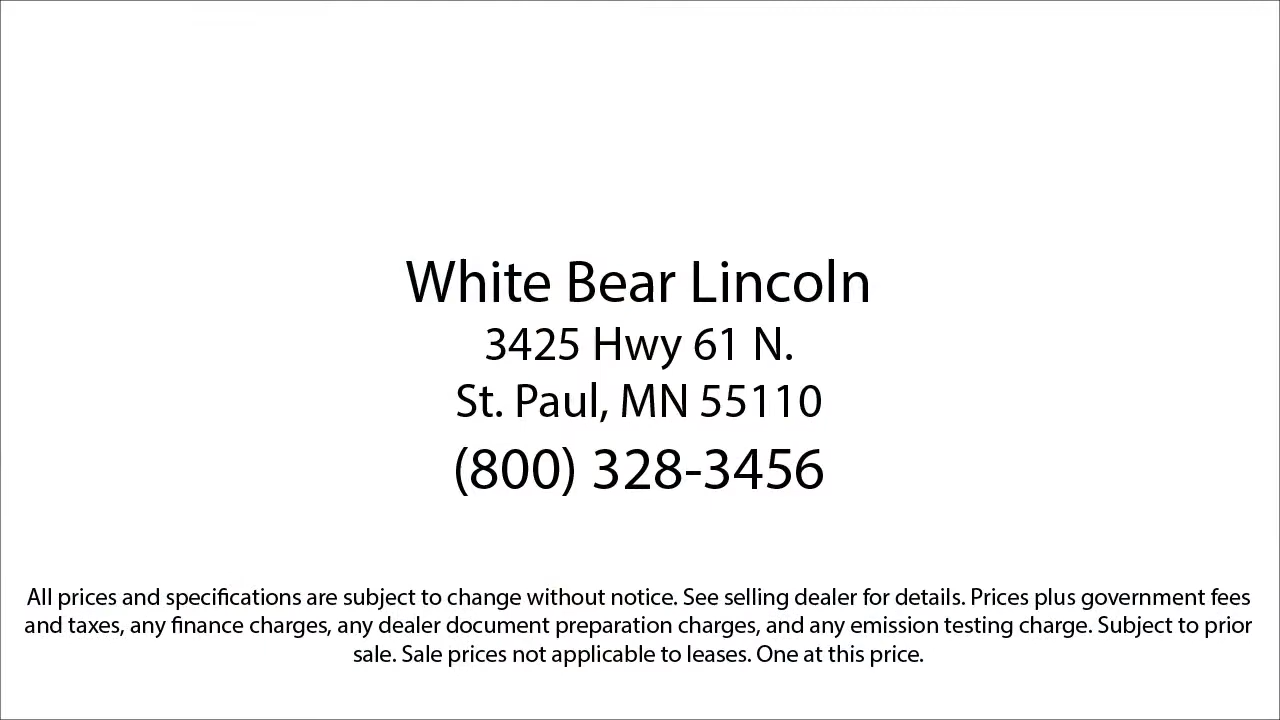 White Bear Lincoln
3425 Hwy 61 N.
St. Paul, MN 55110
(800) 328-3456
All prices and specifications are subject to change without notice. See selling dealer for details. Prices plus government fees
and taxes, any finance charges, any dealer document preparation charges, and any emission testing charge. Subject to prior
sale. Sale prices not applicable to leases. One at this price.